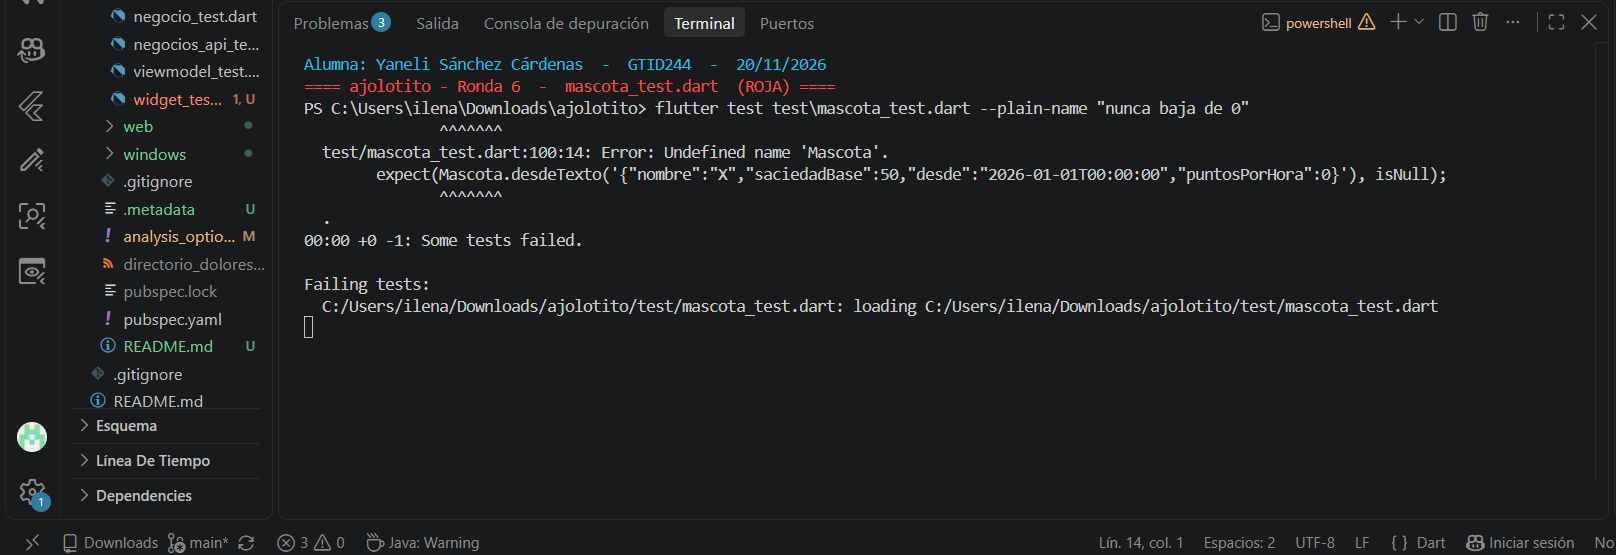 negocio_test.dart
negocios_api_te...
viewmodel_test....
widget_tes... 1, U
web
windows
.gitignore
.metadata U
analysis_optio... M
directorio_dolores...
pubspec.lock
pubspec.yaml
README.md U
.gitignore
README.md
Esquema
Línea De Tiempo
Dependencies
1
Problemas 3 Salida Consola de depuración Terminal Puertos powershell
Alumna: Yaneli Sánchez Cárdenas - GTID244 - 20/11/2026
==== ajolotito - Ronda 6 - mascota_test.dart (ROJA) ====
PS C:\Users\ilena\Downloads\ajolotito> flutter test test\mascota_test.dart --plain-name "nunca baja de 0"
^^^^^^^
test/mascota_test.dart:100:14: Error: Undefined name 'Mascota'.
expect(Mascota.desdeTexto('{"nombre":"X","saciedadBase":50,"desde":"2026-01-01T00:00:00","puntosPorHora":0}'), isNull);
^^^^^^^
.
00:00 +0 -1: Some tests failed.
Failing tests:
C:/Users/ilena/Downloads/ajolotito/test/mascota_test.dart: loading C:/Users/ilena/Downloads/ajolotito/test/mascota_test.dart
Downloads main* 3 0 Java: Warning Lín. 14, col. 1 Espacios: 2 UTF-8 LF { } Dart Iniciar sesión No